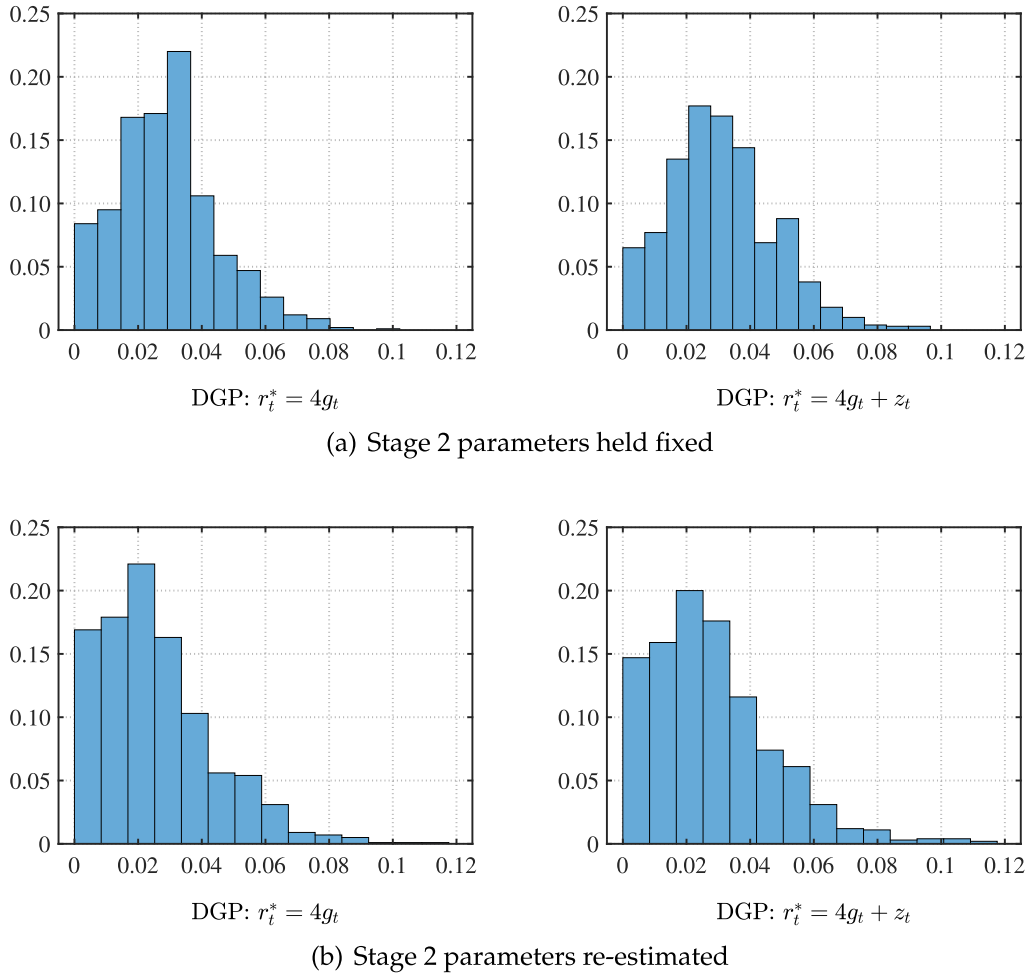 0.25 0.25
0.20 0.20
0.15 0.15
0.10 0.10
0.05 0.05
0 0
0 0.02 0.04 0.06 0.08 0.1 0.12 0 0.02 0.04 0.06 0.08 0.1 0.12
DGP: $r_t^* = 4g_t$ DGP: $r_t^* = 4g_t + z_t$
(a) Stage 2 parameters held fixed
0.25 0.25
0.20 0.20
0.15 0.15
0.10 0.10
0.05 0.05
0 0
0 0.02 0.04 0.06 0.08 0.1 0.12 0 0.02 0.04 0.06 0.08 0.1 0.12
DGP: $r_t^* = 4g_t$ DGP: $r_t^* = 4g_t + z_t$
(b) Stage 2 parameters re-estimated